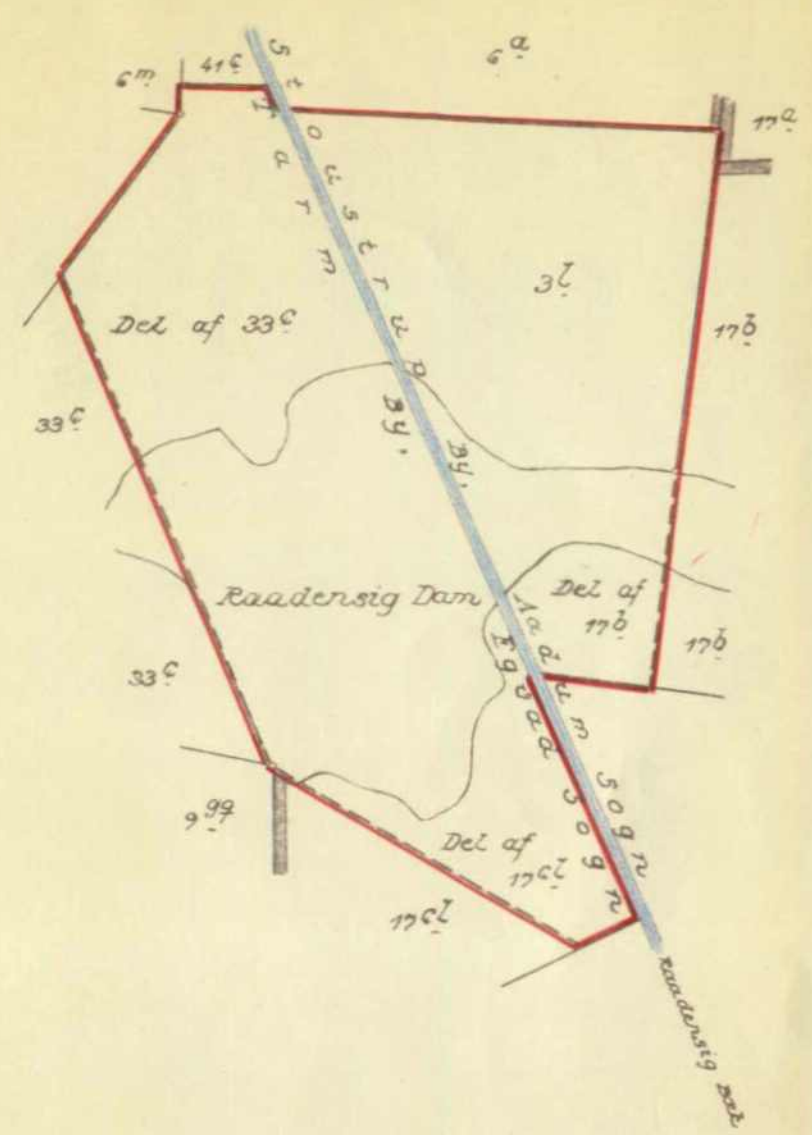 6a
41c
6m
17a
Stoustrup By,
Tarm By,
3l
Del af 33c
17b
33c
Raadensig Dam
Del af
17b
17b
Aadum Sogn
Egvad Sogn
33c
9gg
Del af
17cl
17cl
Raadensig Bæk